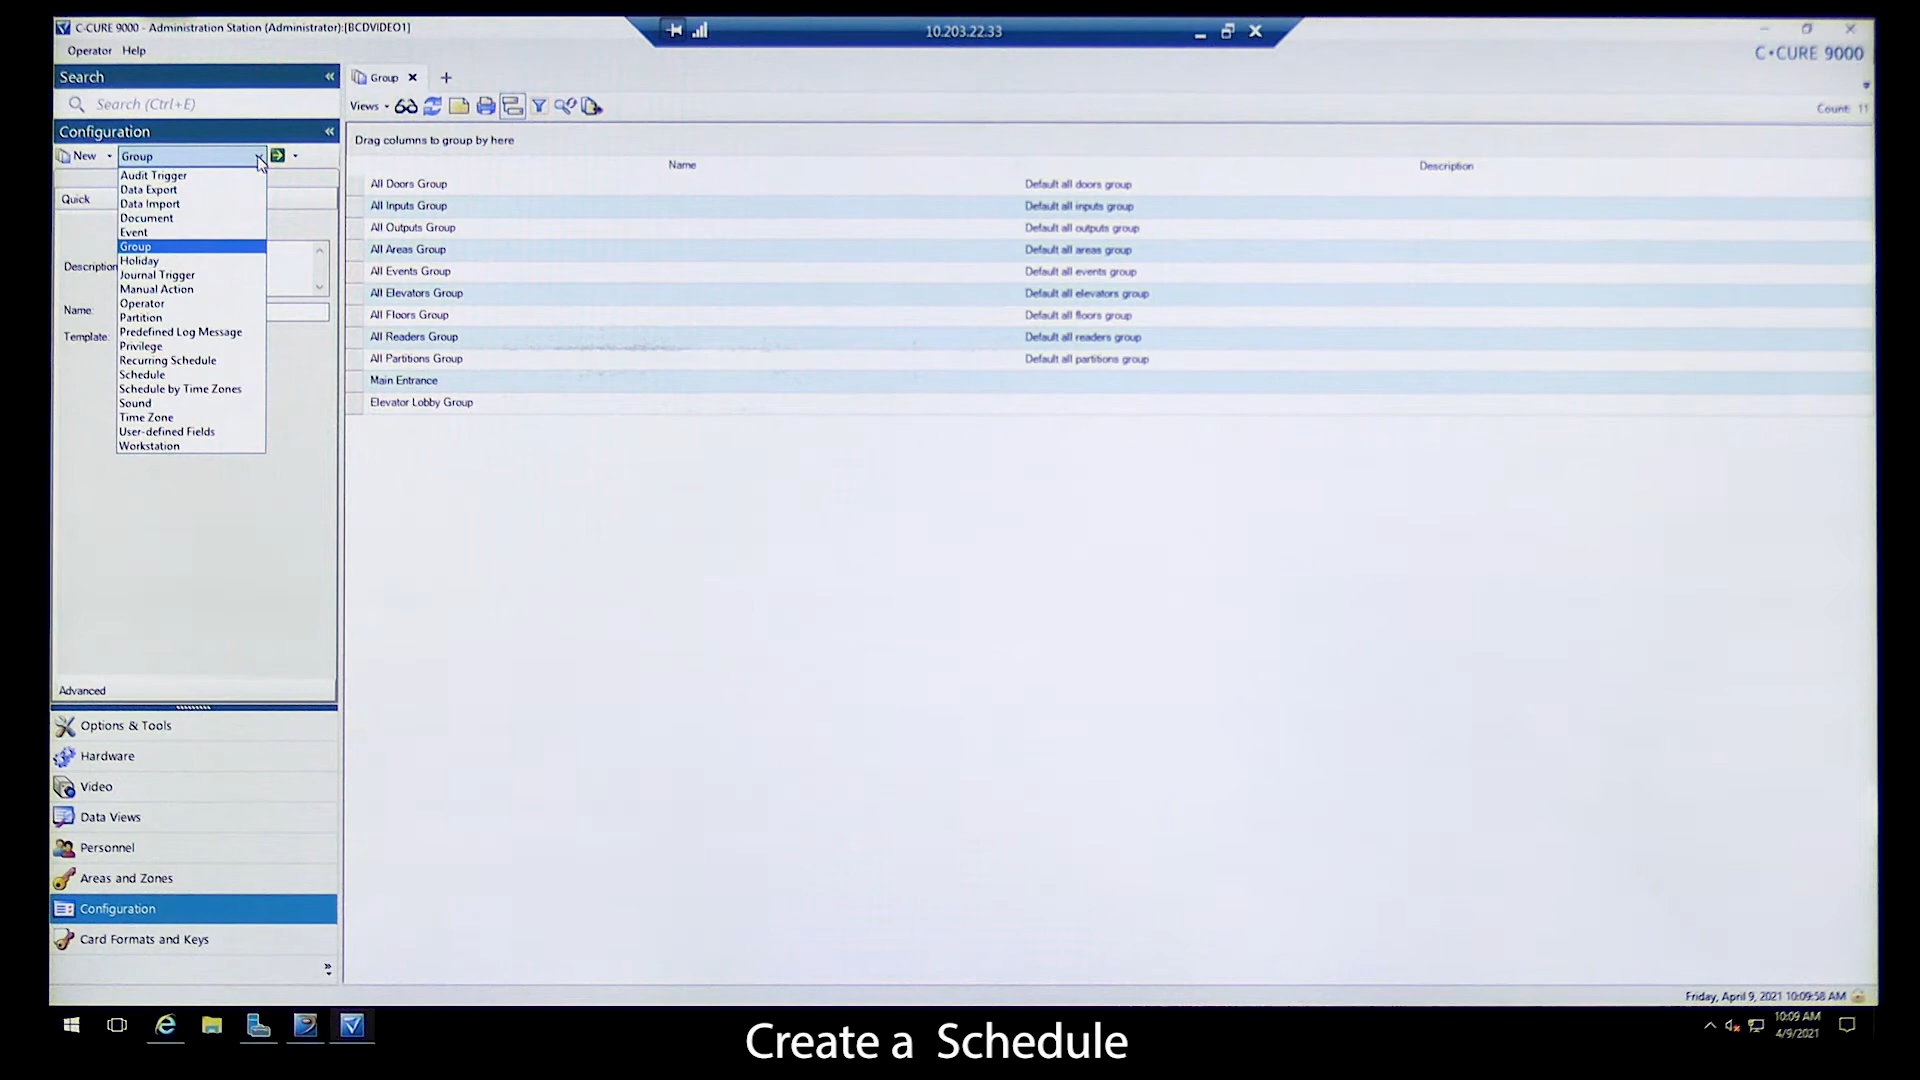 C•CURE 9000 - Administration Station (Administrator):[BCDVIDEO1]
10.203.22.33
Operator Help
C•CURE 9000
Search
Search (Ctrl+E)
Configuration
New
Group
Audit Trigger
Data Export
Data Import
Document
Event
Group
Holiday
Journal Trigger
Manual Action
Operator
Partition
Predefined Log Message
Privilege
Recurring Schedule
Schedule
Schedule by Time Zones
Sound
Time Zone
User-defined Fields
Workstation
Quick
Description
Name:
Template:
Advanced
Options & Tools
Hardware
Video
Data Views
Personnel
Areas and Zones
Configuration
Card Formats and Keys
Group
Views
Count: 11
Drag columns to group by here
Name Description
All Doors Group Default all doors group
All Inputs Group Default all inputs group
All Outputs Group Default all outputs group
All Areas Group Default all areas group
All Events Group Default all events group
All Elevators Group Default all elevators group
All Floors Group Default all floors group
All Readers Group Default all readers group
All Partitions Group Default all partitions group
Main Entrance
Elevator Lobby Group
Friday, April 9, 2021 10:09:58 AM
10:09 AM
4/9/2021
Create a Schedule